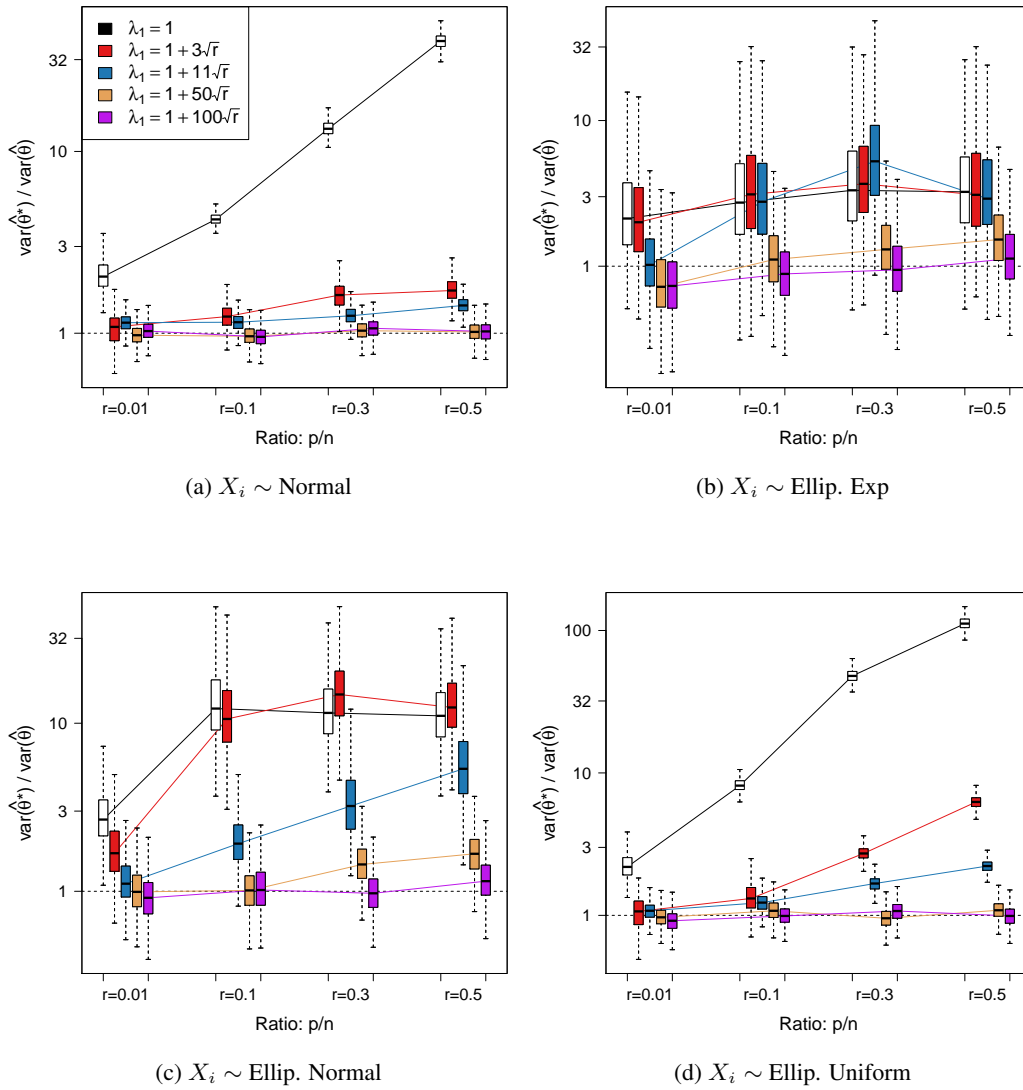 λ₁ = 1
λ₁ = 1 + 3√r
λ₁ = 1 + 11√r
λ₁ = 1 + 50√r
λ₁ = 1 + 100√r
var(θ̂*) / var(θ̂)
32
10
3
1
r=0.01 r=0.1 r=0.3 r=0.5
Ratio: p/n
(a) Xᵢ ∼ Normal
var(θ̂*) / var(θ̂)
32
10
3
1
r=0.01 r=0.1 r=0.3 r=0.5
Ratio: p/n
(b) Xᵢ ∼ Ellip. Exp
var(θ̂*) / var(θ̂)
32
10
3
1
r=0.01 r=0.1 r=0.3 r=0.5
Ratio: p/n
(c) Xᵢ ∼ Ellip. Normal
var(θ̂*) / var(θ̂)
100
32
10
3
1
r=0.01 r=0.1 r=0.3 r=0.5
Ratio: p/n
(d) Xᵢ ∼ Ellip. Uniform